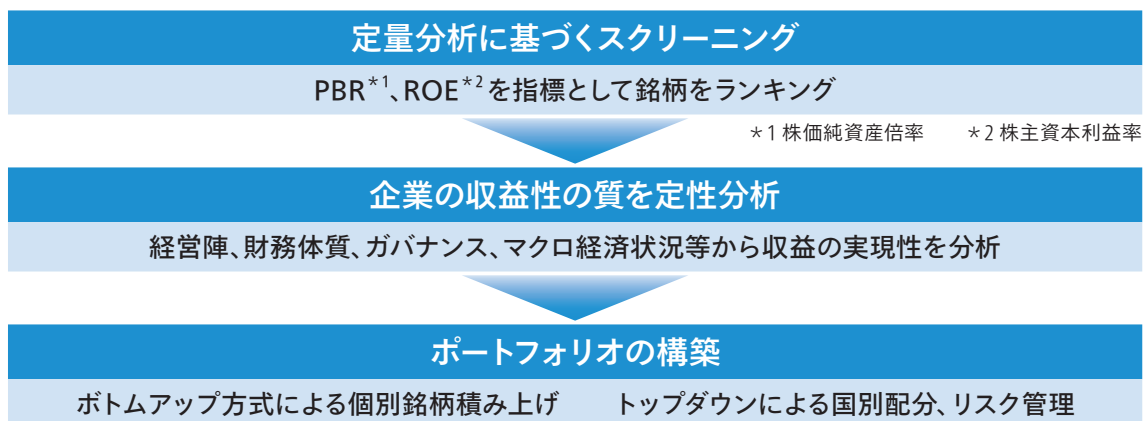 定量分析に基づくスクリーニング
PBR*1、ROE*2を指標として銘柄をランキング
*1 株価純資産倍率 *2 株主資本利益率
企業の収益性の質を定性分析
経営陣、財務体質、ガバナンス、マクロ経済状況等から収益の実現性を分析
ポートフォリオの構築
ボトムアップ方式による個別銘柄積み上げ トップダウンによる国別配分、リスク管理